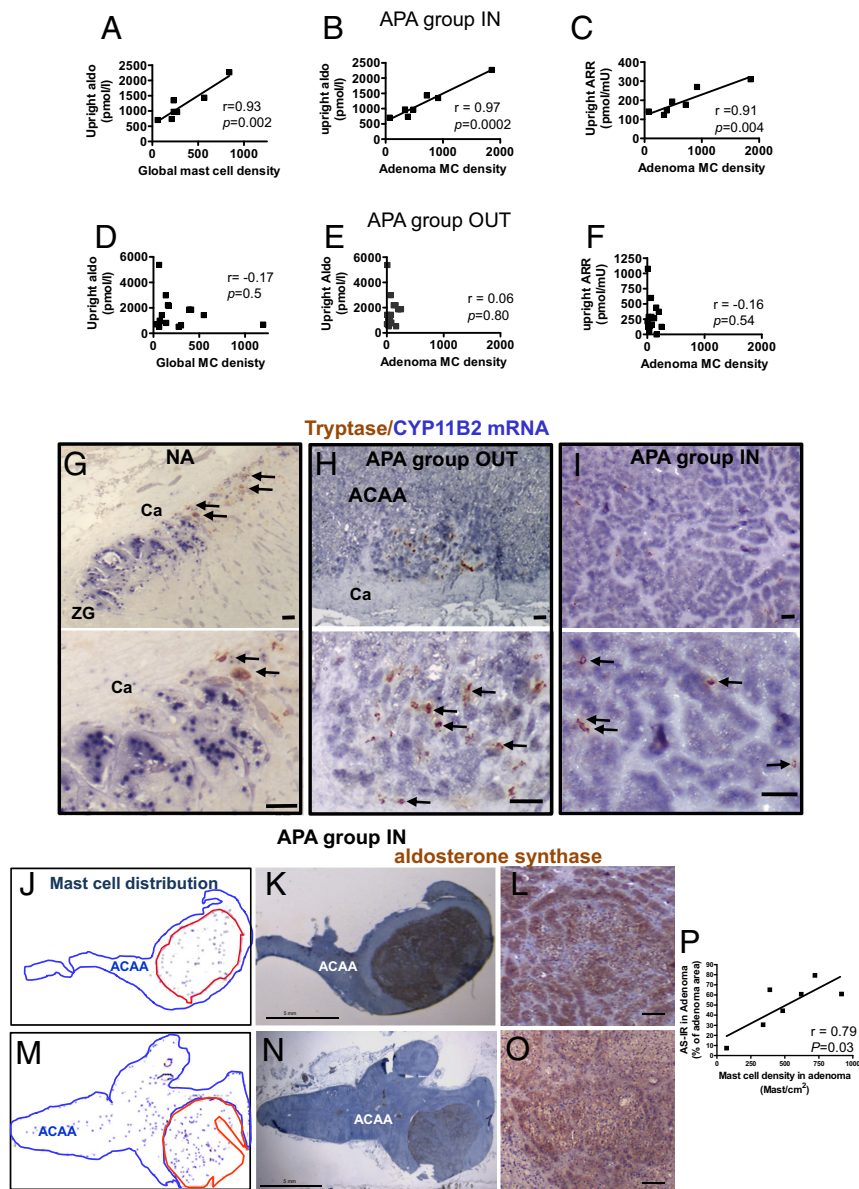 APA group IN
A
Upright aldo
(pmol/l)
2500
2000
1500
1000
500
0
0
500
1000
Global mast cell density
r=0.93
p=0.002
B
Upright aldo
(pmol/l)
2500
2000
1500
1000
500
0
0
1000
2000
Adenoma MC density
r = 0.97
p=0.0002
C
Upright ARR
(pmol/mU)
400
300
200
100
0
0
1000
2000
Adenoma MC density
r = 0.91
p=0.004
APA group OUT
D
Upright aldo
(pmol/l)
6000
4000
2000
0
0
500
1000
Global MC denisty
r= -0.17
p=0.5
E
Upright Aldo
(pmol/l)
6000
5000
4000
3000
2000
1000
0
0
1000
2000
Adenoma MC density
r = 0.06
p=0.80
F
upright ARR
(pmol/mU)
1250
1000
750
500
250
0
0
1000
2000
Adenoma MC density
r = -0.16
p=0.54
Tryptase/CYP11B2 mRNA
G
NA
Ca
ZG
Ca
H
APA group OUT
ACAA
Ca
I
APA group IN
APA group IN
aldosterone synthase
J
Mast cell distribution
ACAA
K
ACAA
5 mm
L
M
ACAA
N
ACAA
5 mm
O
P
AS-IR in Adenoma
(% of adenoma area)
90
80
70
60
50
40
30
20
10
0
0
250
500
750
1000
Mast cell density in adenoma
(Mast/cm²)
r = 0.79
P=0.03